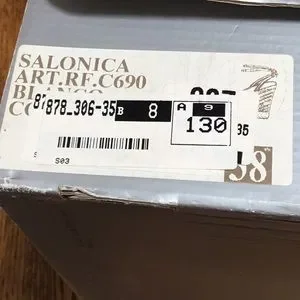 SALONICA
ART.RF.C690
878_306-35 B 8 A 9
130 35
S03
38